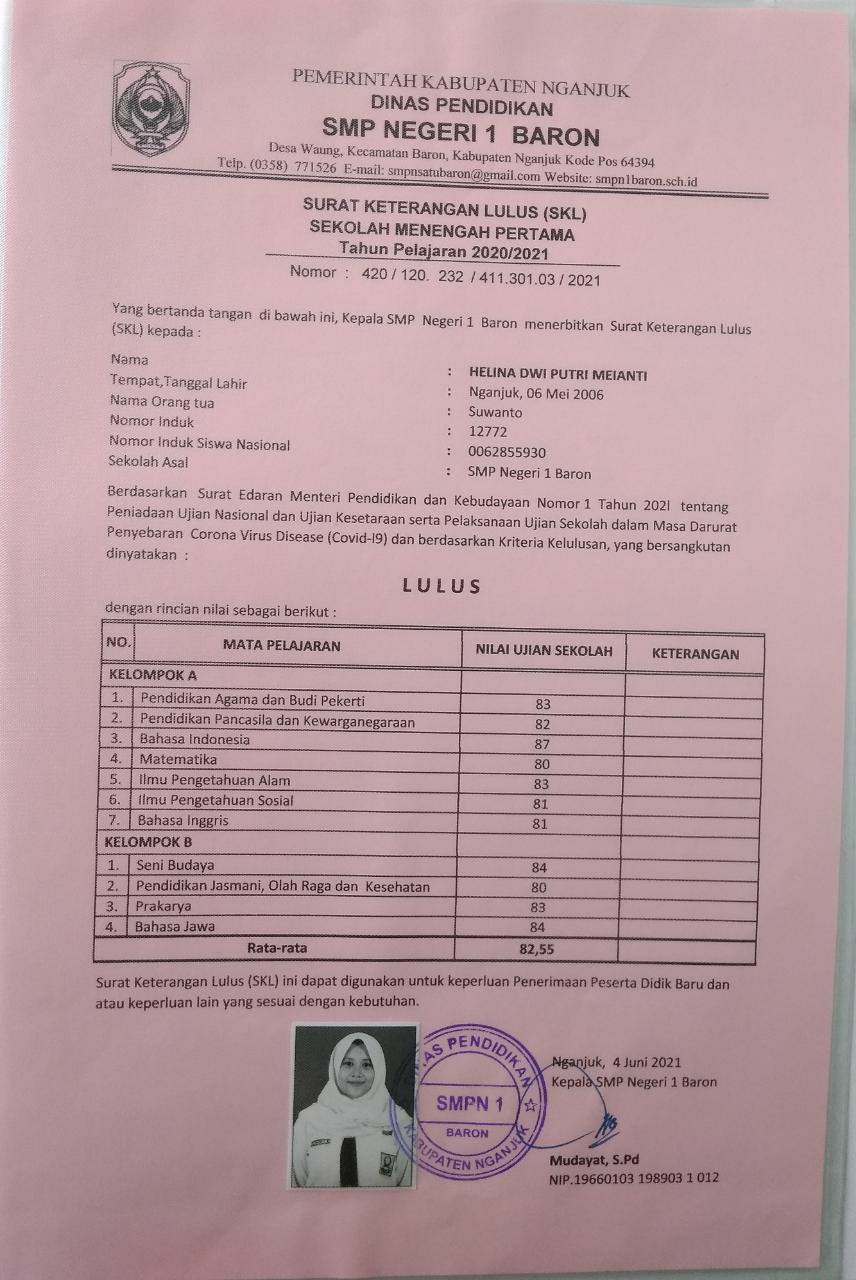 PEMERINTAH KABUPATEN NGANJUK
DINAS PENDIDIKAN
SMP NEGERI 1 BARON
Desa Waung, Kecamatan Baron, Kabupaten Nganjuk Kode Pos 64394
Telp. (0358) 771526 E-mail: smpnsatubaron@gmail.com Website: smpn1baron.sch.id
SURAT KETERANGAN LULUS (SKL)
SEKOLAH MENENGAH PERTAMA
Tahun Pelajaran 2020/2021
Nomor : 420 / 120. 232 / 411.301.03 / 2021
Yang bertanda tangan di bawah ini, Kepala SMP Negeri 1 Baron menerbitkan Surat Keterangan Lulus
(SKL) kepada :
Nama : HELINA DWI PUTRI MEIANTI
Tempat,Tanggal Lahir : Nganjuk, 06 Mei 2006
Nama Orang tua : Suwanto
Nomor Induk : 12772
Nomor Induk Siswa Nasional : 0062855930
Sekolah Asal : SMP Negeri 1 Baron
Berdasarkan Surat Edaran Menteri Pendidikan dan Kebudayaan Nomor 1 Tahun 202l tentang
Peniadaan Ujian Nasional dan Ujian Kesetaraan serta Pelaksanaan Ujian Sekolah dalam Masa Darurat
Penyebaran Corona Virus Disease (Covid-l9) dan berdasarkan Kriteria Kelulusan, yang bersangkutan
dinyatakan :
L U L U S
dengan rincian nilai sebagai berikut :
NO. MATA PELAJARAN NILAI UJIAN SEKOLAH KETERANGAN
KELOMPOK A
1. Pendidikan Agama dan Budi Pekerti 83
2. Pendidikan Pancasila dan Kewarganegaraan 82
3. Bahasa Indonesia 87
4. Matematika 80
5. Ilmu Pengetahuan Alam 83
6. Ilmu Pengetahuan Sosial 81
7. Bahasa Inggris 81
KELOMPOK B
1. Seni Budaya 84
2. Pendidikan Jasmani, Olah Raga dan Kesehatan 80
3. Prakarya 83
4. Bahasa Jawa 84
Rata-rata 82,55
Surat Keterangan Lulus (SKL) ini dapat digunakan untuk keperluan Penerimaan Peserta Didik Baru dan
atau keperluan lain yang sesuai dengan kebutuhan.
Nganjuk, 4 Juni 2021
Kepala SMP Negeri 1 Baron
PENDIDIKAN
SMPN 1
BARON
KABUPATEN NGANJUK
Mudayat, S.Pd
NIP.19660103 198903 1 012